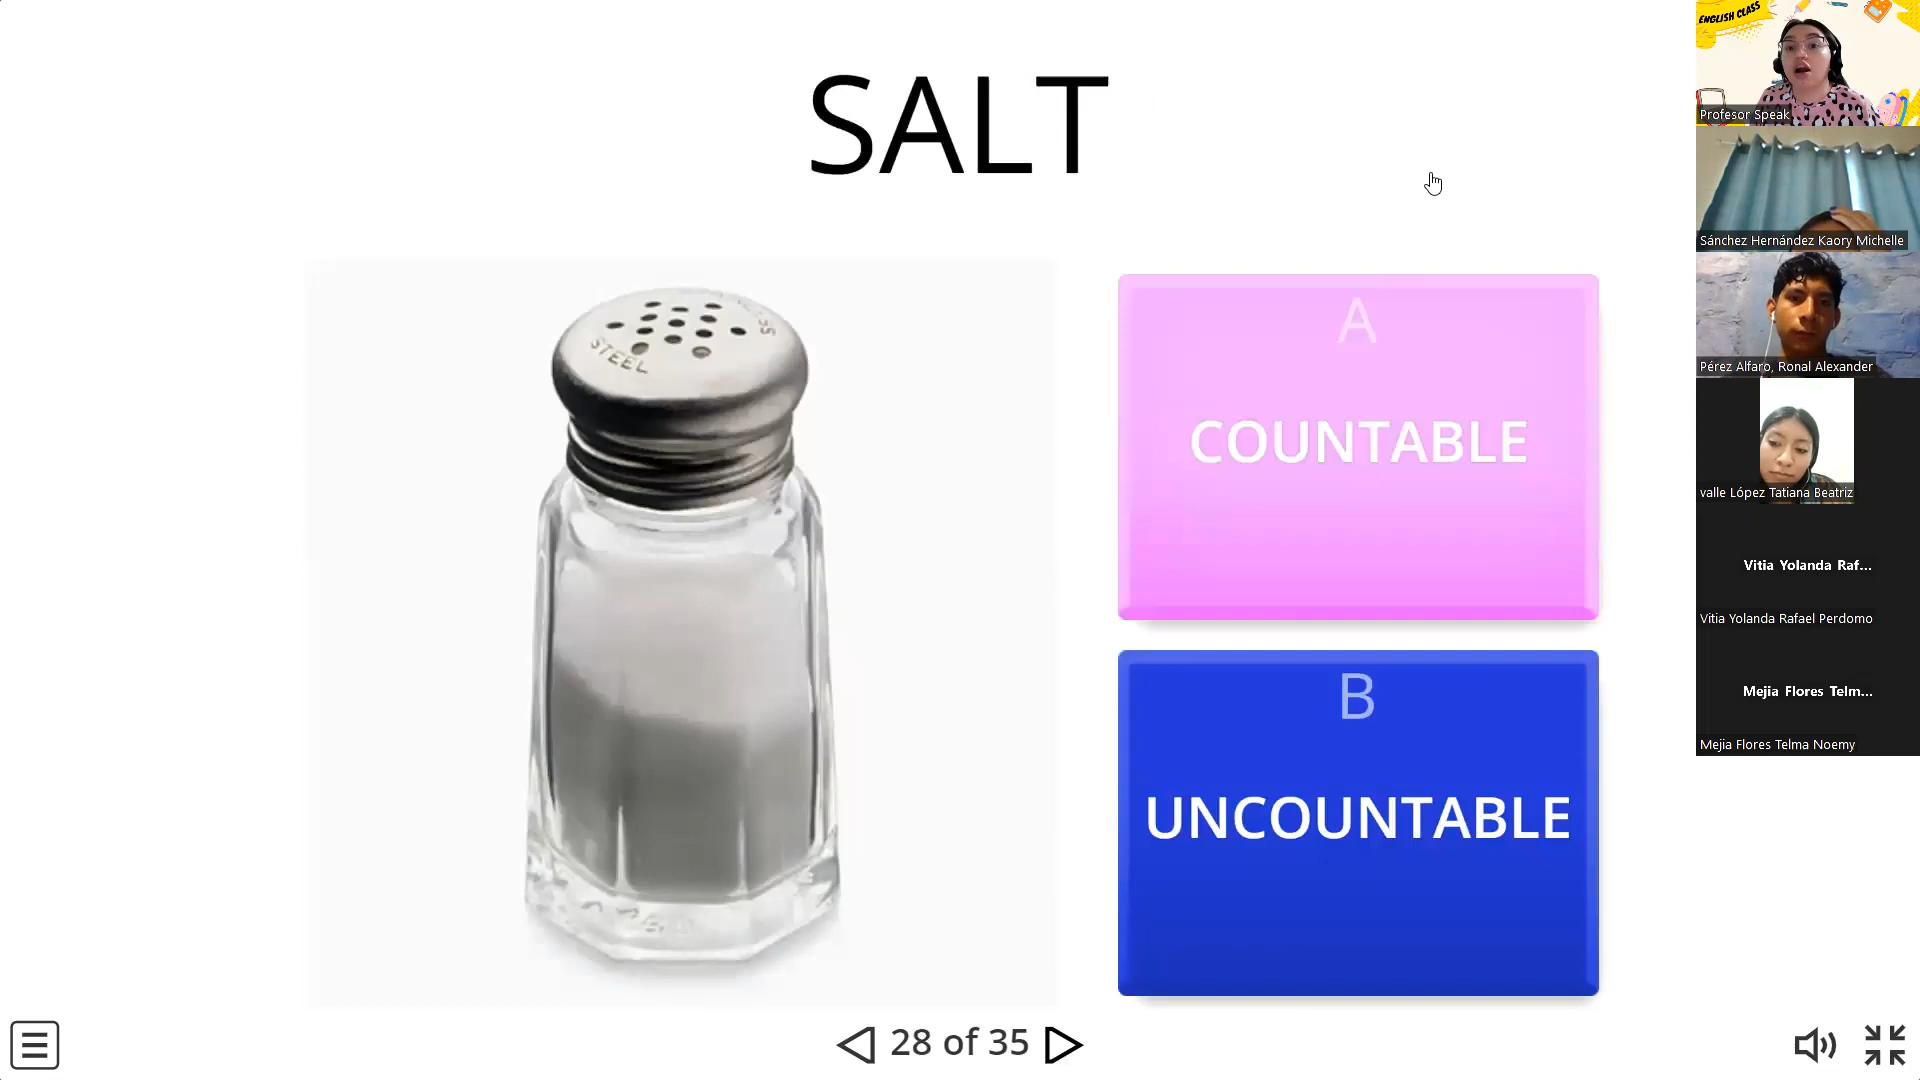 SALT
STEEL
A
COUNTABLE
B
UNCOUNTABLE
28 of 35
ENGLISH CLASS
Profesor Speak
Sánchez Hernández Kaory Michelle
Pérez Alfaro, Ronal Alexander
valle López Tatiana Beatriz
Vitia Yolanda Raf...
Vitia Yolanda Rafael Perdomo
Mejia Flores Telm...
Mejia Flores Telma Noemy